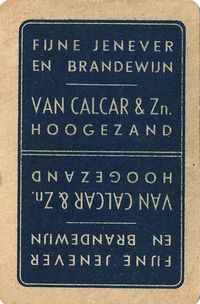 FIJNE JENEVER
EN BRANDEWIJN
VAN CALCAR & Zn.
HOOGEZAND
HOOGEZAND
VAN CALCAR & Zn.
EN BRANDEWIJN
FIJNE JENEVER